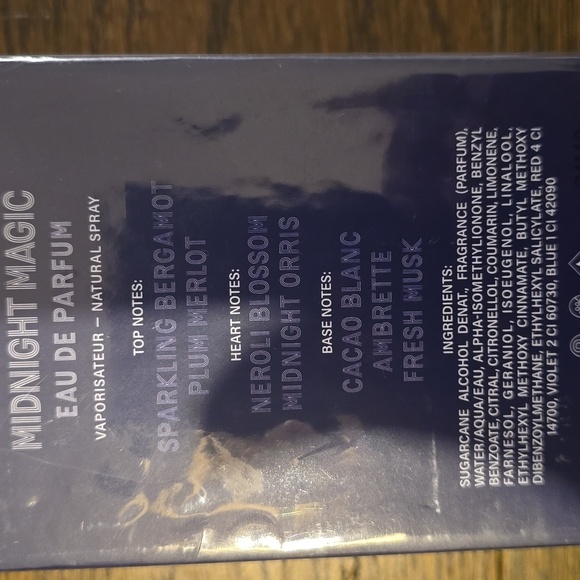 MIDNIGHT MAGIC
EAU DE PARFUM
VAPORISATEUR – NATURAL SPRAY
TOP NOTES:
SPARKLING BERGAMOT
PLUM MERLOT
HEART NOTES:
NEROLI BLOSSOM
MIDNIGHT ORRIS
BASE NOTES:
CACAO BLANC
AMBRETTE
FRESH MUSK
INGREDIENTS:
SUGARCANE ALCOHOL DENAT, FRAGRANCE (PARFUM),
WATER/AQUA/EAU, ALPHA-ISOMETHYLIONONE, BENZYL
BENZOATE, CITRAL, CITRONELLOL, COUMARIN, LIMONENE,
FARNESOL, GERANIOL, ISOEUGENOL, LINALOOL,
ETHYLHEXYL METHOXY CINNAMATE, BUTYL METHOXY
DIBENZOYLMETHANE, ETHYLHEXYL SALICYLATE, RED 4 CI
14700, VIOLET 2 CI 60730, BLUE 1 CI 42090